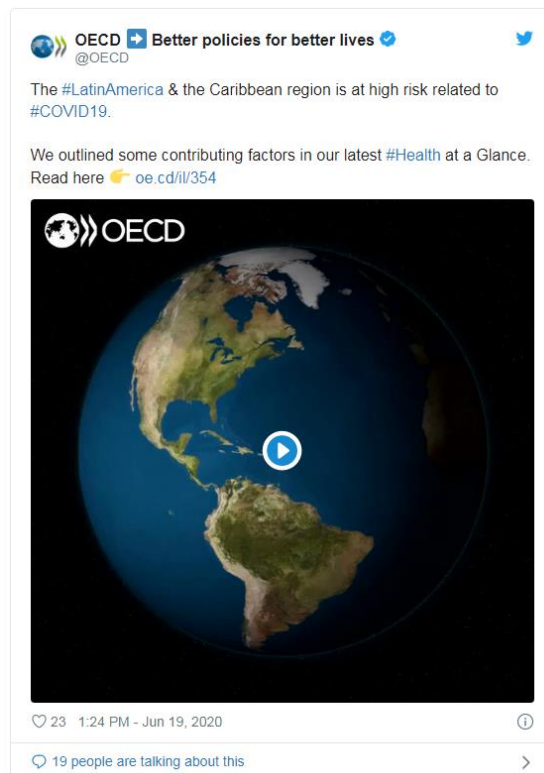 OECD ➡️ Better policies for better lives
@OECD
The #LatinAmerica & the Caribbean region is at high risk related to
#COVID19.
We outlined some contributing factors in our latest #Health at a Glance.
Read here 👉 oe.cd/il/354
OECD
23 1:24 PM - Jun 19, 2020
19 people are talking about this